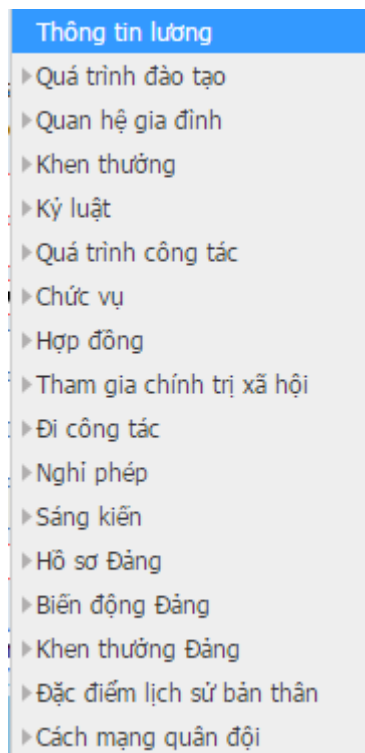 Thông tin lương
Quá trình đào tạo
Quan hệ gia đình
Khen thưởng
Kỷ luật
Quá trình công tác
Chức vụ
Hợp đồng
Tham gia chính trị xã hội
Đi công tác
Nghỉ phép
Sáng kiến
Hồ sơ Đảng
Biến động Đảng
Khen thưởng Đảng
Đặc điểm lịch sử bản thân
Cách mạng quân đội